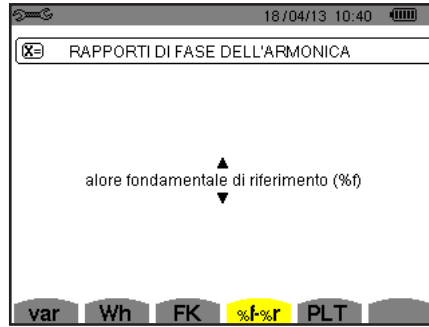 18/04/13 10:40
X= RAPPORTI DI FASE DELL'ARMONICA
alore fondamentale di riferimento (%f)
var Wh FK %f-%r PLT